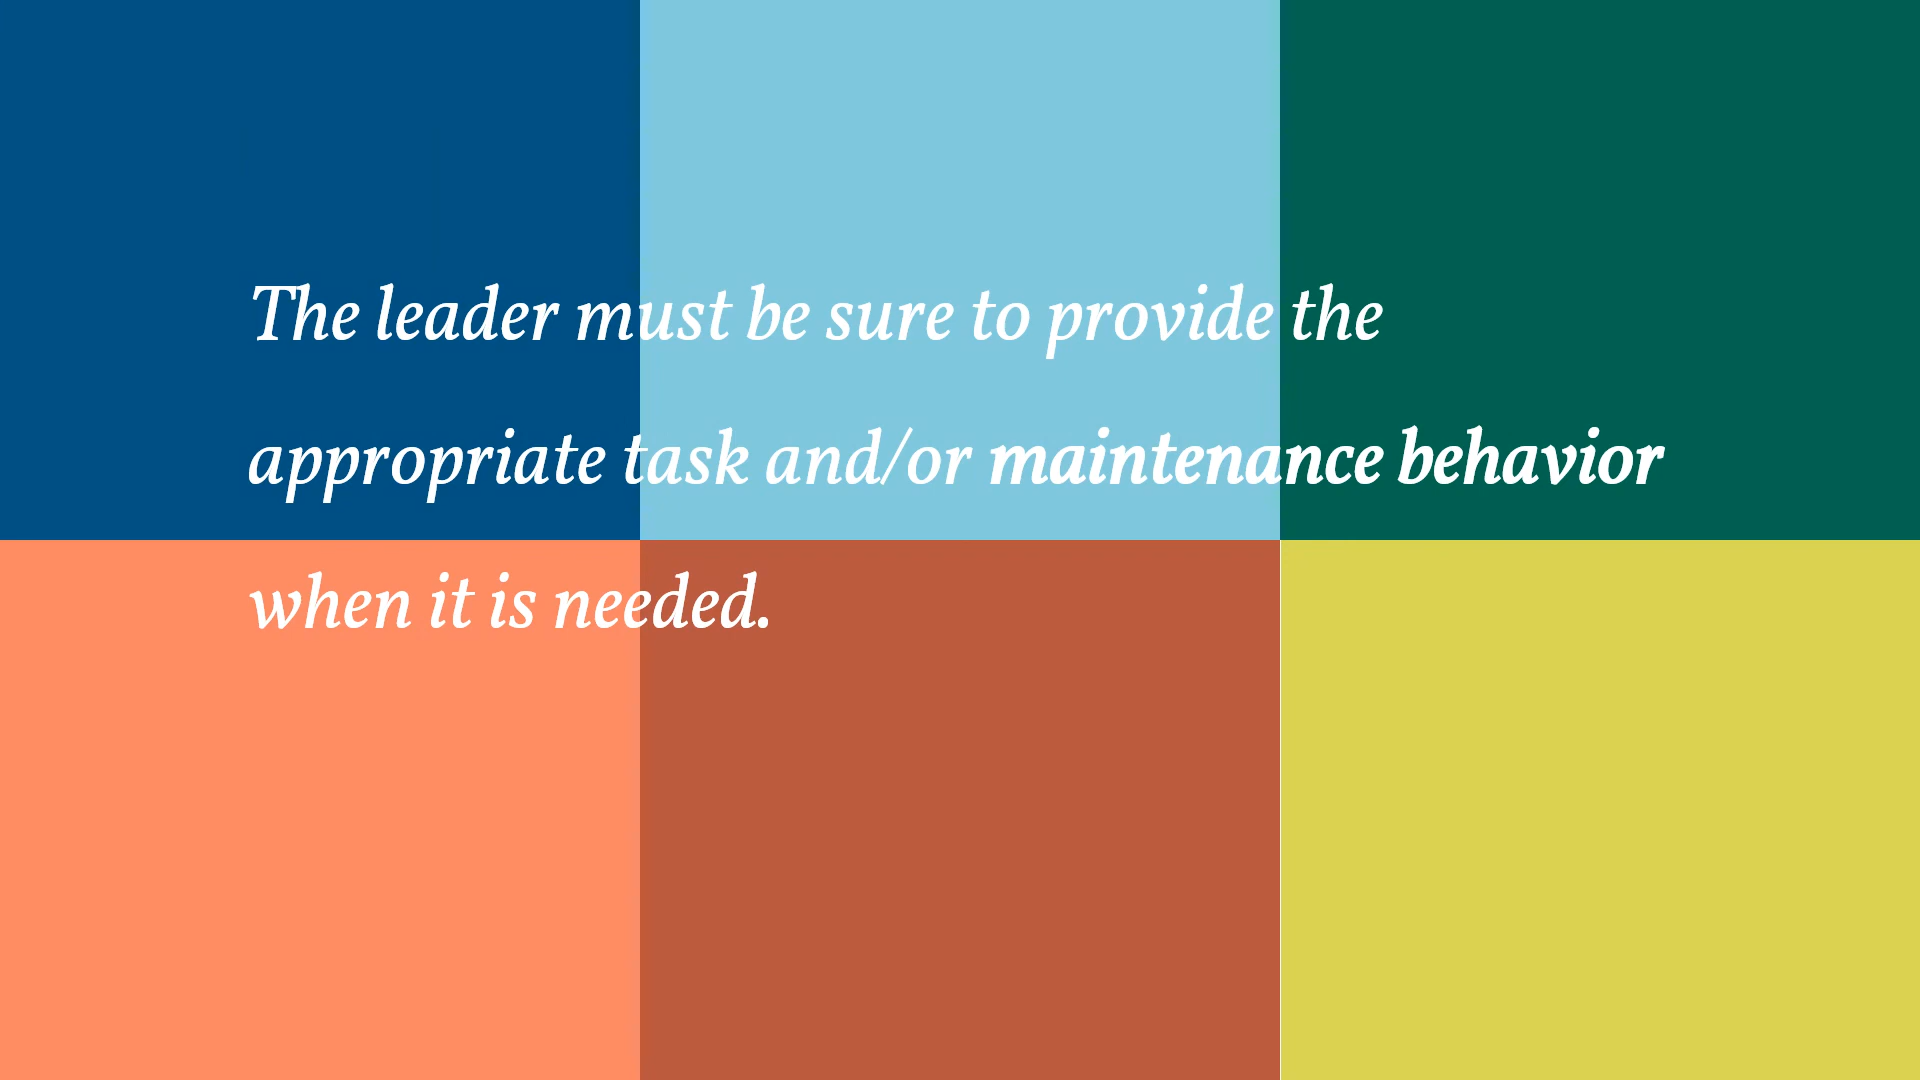 The leader must be sure to provide the
appropriate task and/or maintenance behavior
when it is needed.